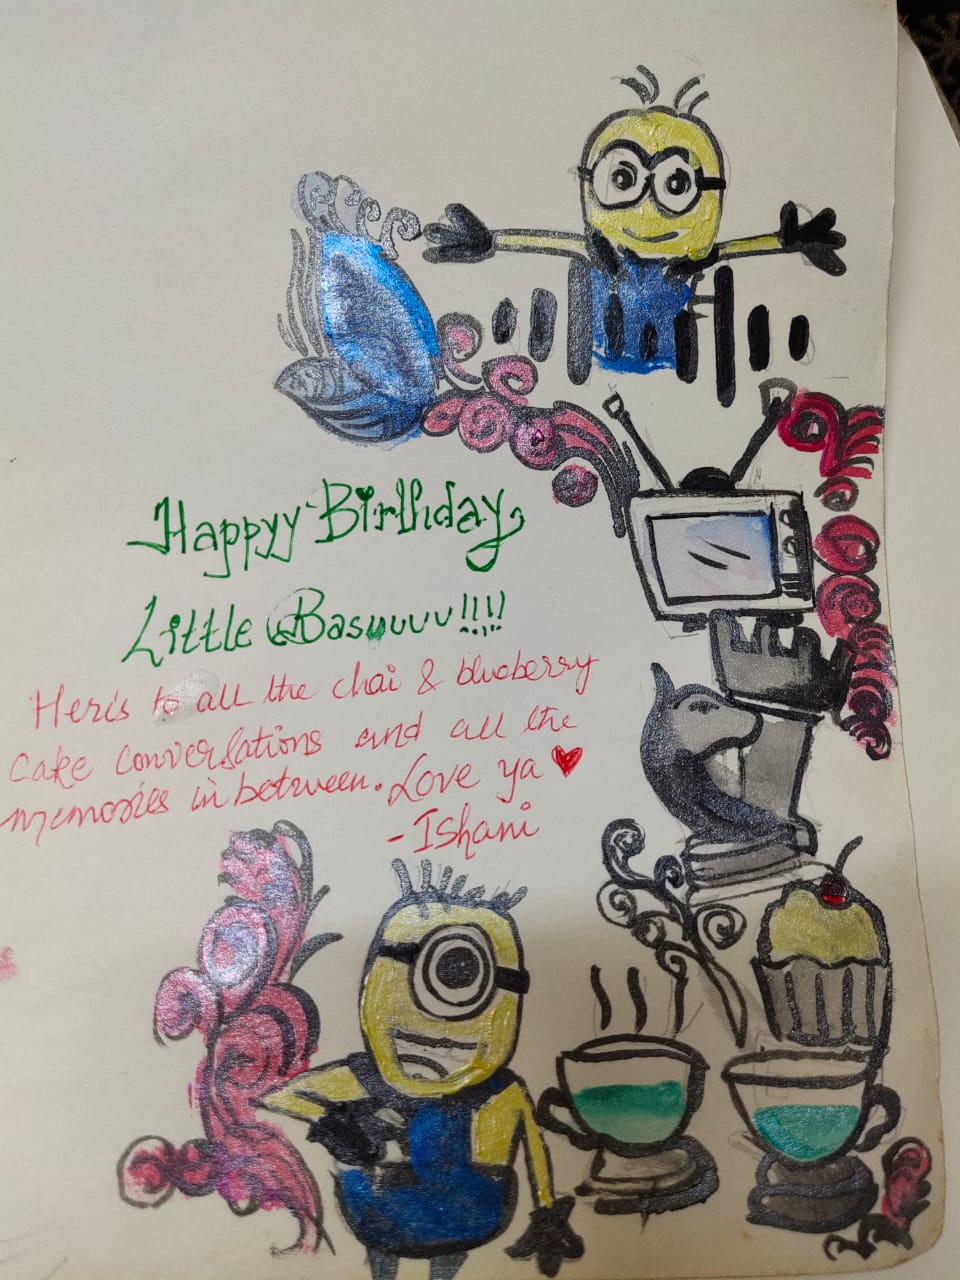 Happyy Birthday,
Little Basuuuu!!!!
Here's to all the chai & blueberry
cake conversations and all the
memories in between. Love ya
- Ishani